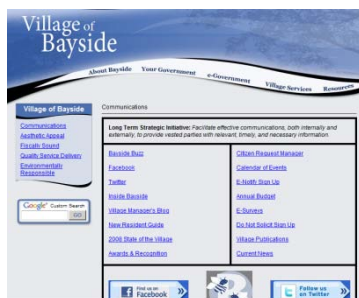 Village of
Bayside
About Bayside Your Government e-Government Village Services Resources
Village of Bayside
Communications
Aesthetic Appeal
Fiscally Sound
Quality Service Delivery
Environmentally
Responsible
Google Custom Search
GO
Communications
Long Term Strategic Initiative: Facilitate effective communications, both internally and
externally, to provide vested parties with relevant, timely, and necessary information.
Bayside Buzz
Facebook
Twitter
Inside Bayside
Village Manager's Blog
New Resident Guide
2008 State of the Village
Awards & Recognition
Citizen Request Manager
Calendar of Events
E-Notify Sign Up
Annual Budget
E-Surveys
Do Not Solicit Sign Up
Village Publications
Current News
Find us on
Facebook
Follow us
on Twitter